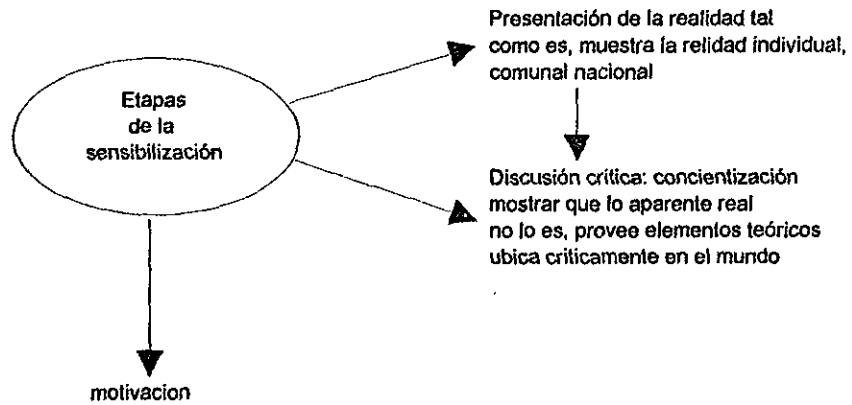 Presentación de la realidad tal
como es, muestra la relidad individual,
comunal nacional
Etapas
de la
sensibilización
Discusión crítica: concientización
mostrar que lo aparente real
no lo es, provee elementos teóricos
ubica criticamente en el mundo
motivacion